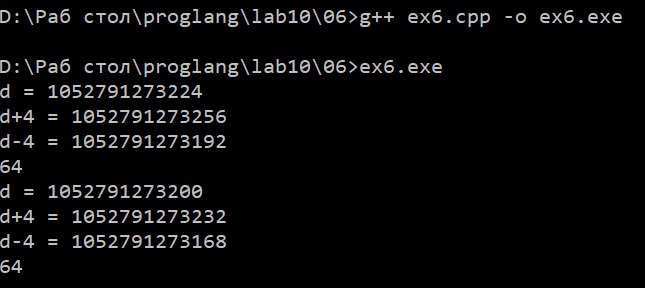 D:\Раб стол\proglang\lab10\06>g++ ex6.cpp -o ex6.exe
D:\Раб стол\proglang\lab10\06>ex6.exe
d = 1052791273224
d+4 = 1052791273256
d-4 = 1052791273192
64
d = 1052791273200
d+4 = 1052791273232
d-4 = 1052791273168
64